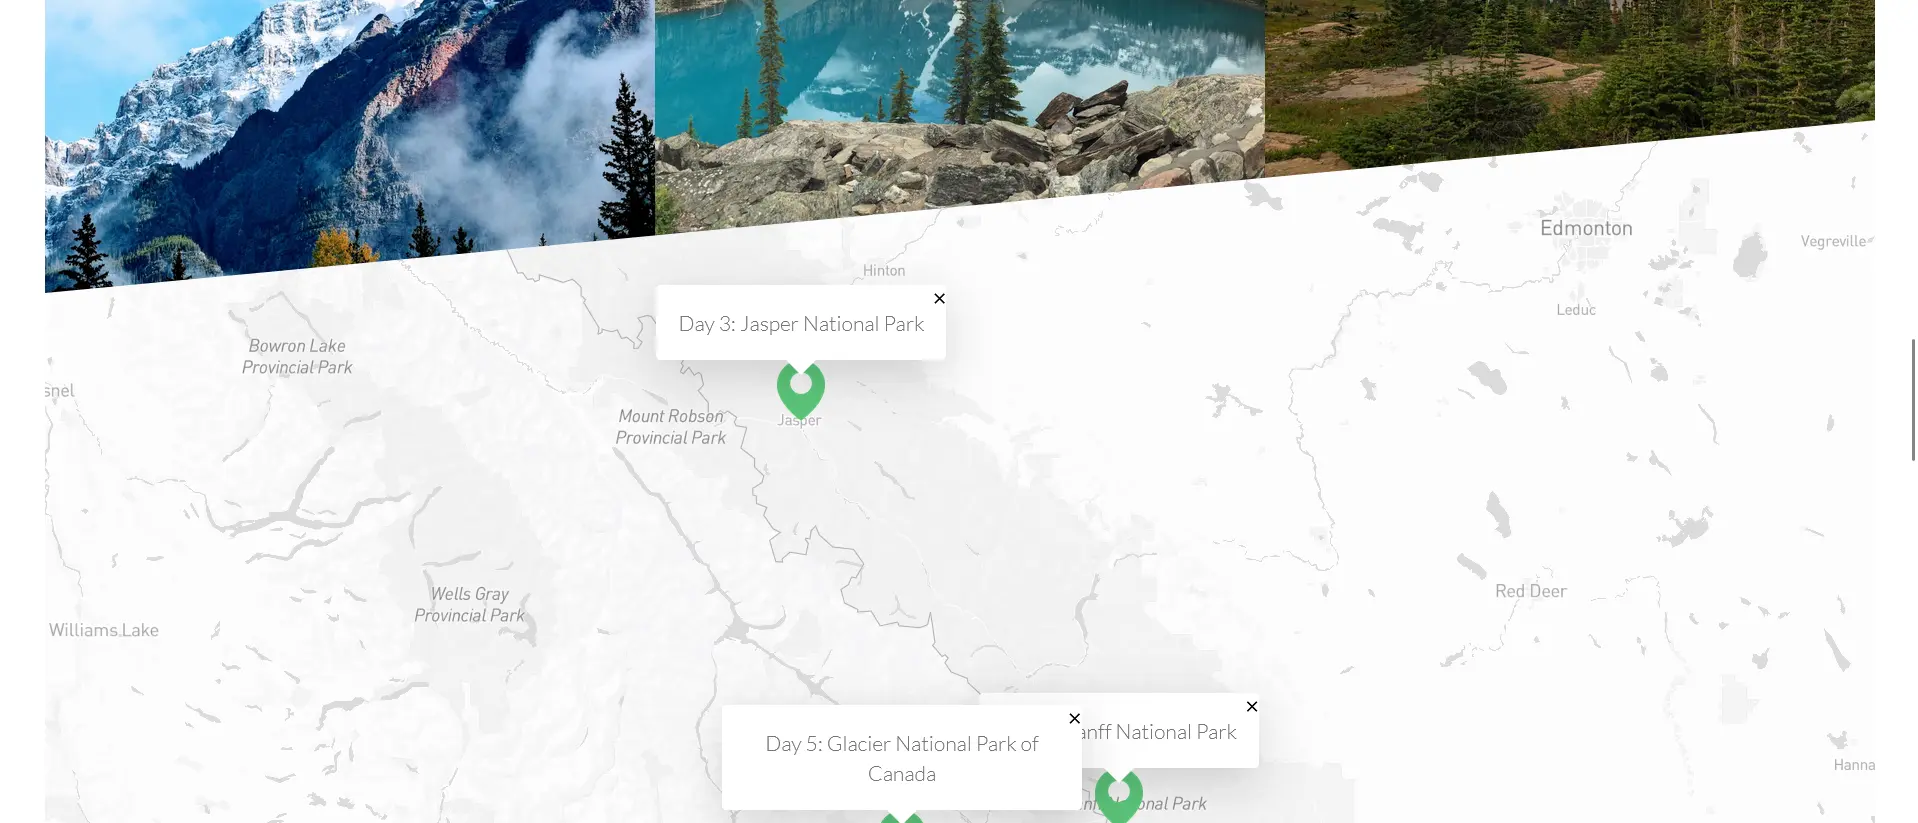 Edmonton
Vegreville
Hinton
Leduc
Day 3: Jasper National Park
Bowron Lake
Provincial Park
snel
Mount Robson
Provincial Park
Jasper
Wells Gray
Provincial Park
Red Deer
Williams Lake
anff National Park
Day 5: Glacier National Park of
Canada
Hanna
nf National Park